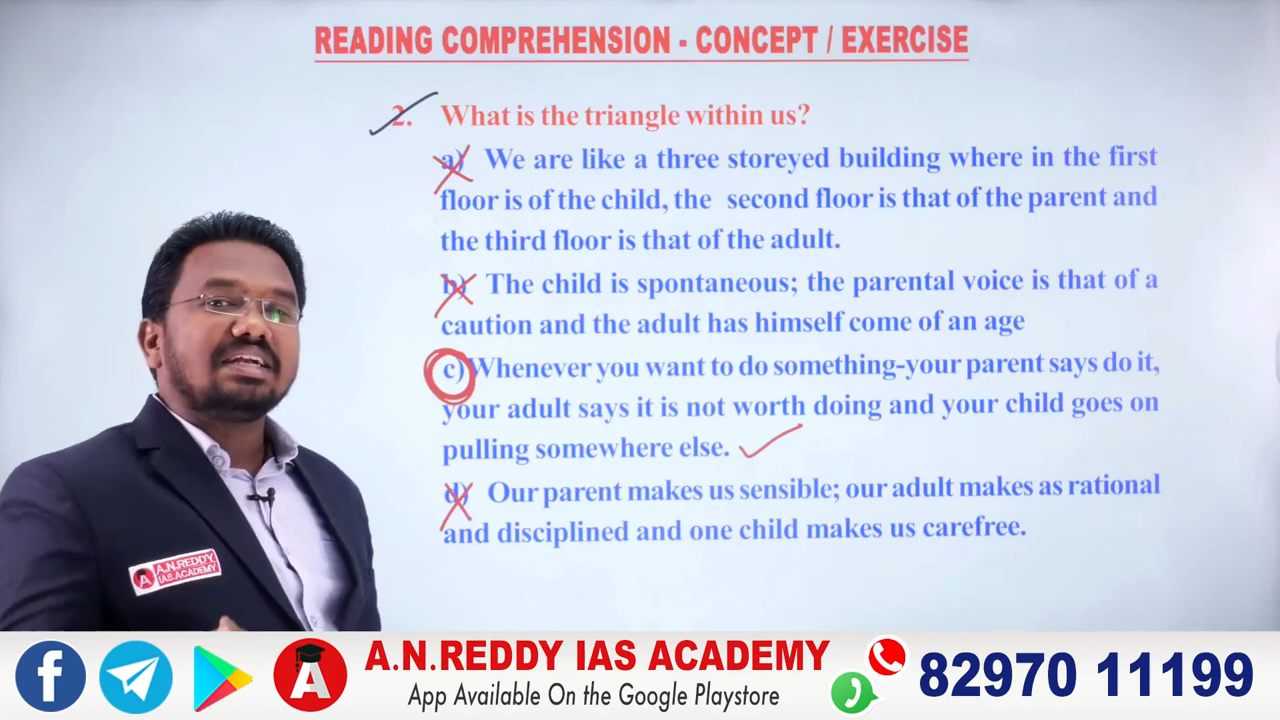 READING COMPREHENSION - CONCEPT / EXERCISE
2. What is the triangle within us?
a) We are like a three storeyed building where in the first
floor is of the child, the second floor is that of the parent and
the third floor is that of the adult.
b) The child is spontaneous; the parental voice is that of a
caution and the adult has himself come of an age
c) Whenever you want to do something-your parent says do it,
your adult says it is not worth doing and your child goes on
pulling somewhere else.
d) Our parent makes us sensible; our adult makes as rational
and disciplined and one child makes us carefree.
A A.N.REDDY
IAS ACADEMY
A.N.REDDY IAS ACADEMY
App Available On the Google Playstore
82970 11199